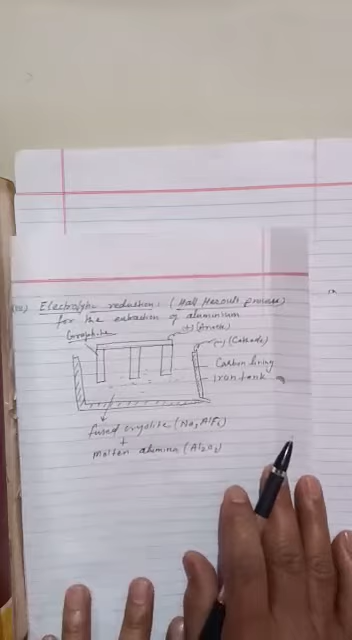 (iii) Electrolytic reduction: (Hall Heroult process)
for the extraction of aluminium
Graphite
(+) (Anode)
(-) (Cathode)
Carbon lining
iron tank
fused cryolite (Na3AlF6)
+
Molten alumina (Al2O3)